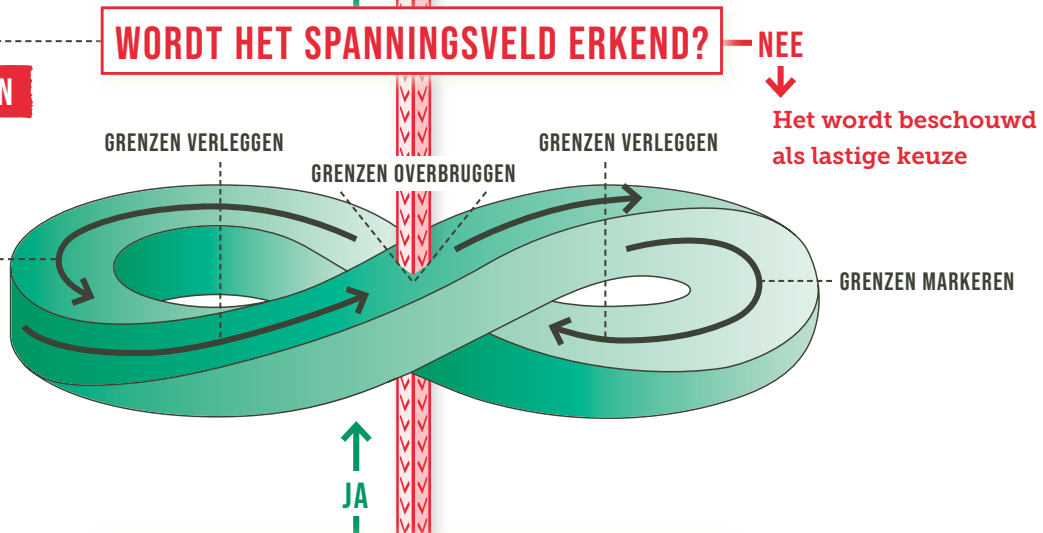 WORDT HET SPANNINGSVELD ERKEND?
NEE
N
Het wordt beschouwd
als lastige keuze
GRENZEN VERLEGGEN
GRENZEN VERLEGGEN
GRENZEN OVERBRUGGEN
GRENZEN MARKEREN
JA